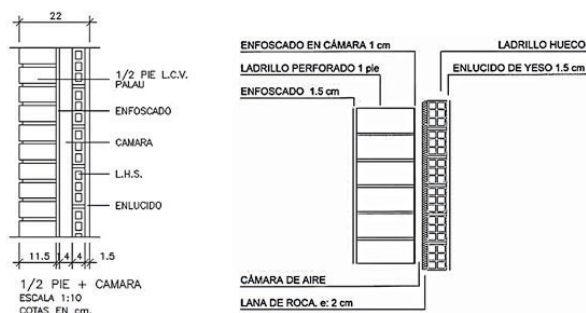 22
1/2 PIE L.C.V.
PALAU
ENFOSCADO
CAMARA
L.H.S.
ENLUCIDO
11.5 1.4 4 1.5
1/2 PIE + CAMARA
ESCALA 1:10
COTAS EN cm.
ENFOSCADO EN CÁMARA 1 cm
LADRILLO PERFORADO 1 pie
ENFOSCADO 1.5 cm
LADRILLO HUECO
ENLUCIDO DE YESO 1.5 cm
CÁMARA DE AIRE
LANA DE ROCA. e: 2 cm